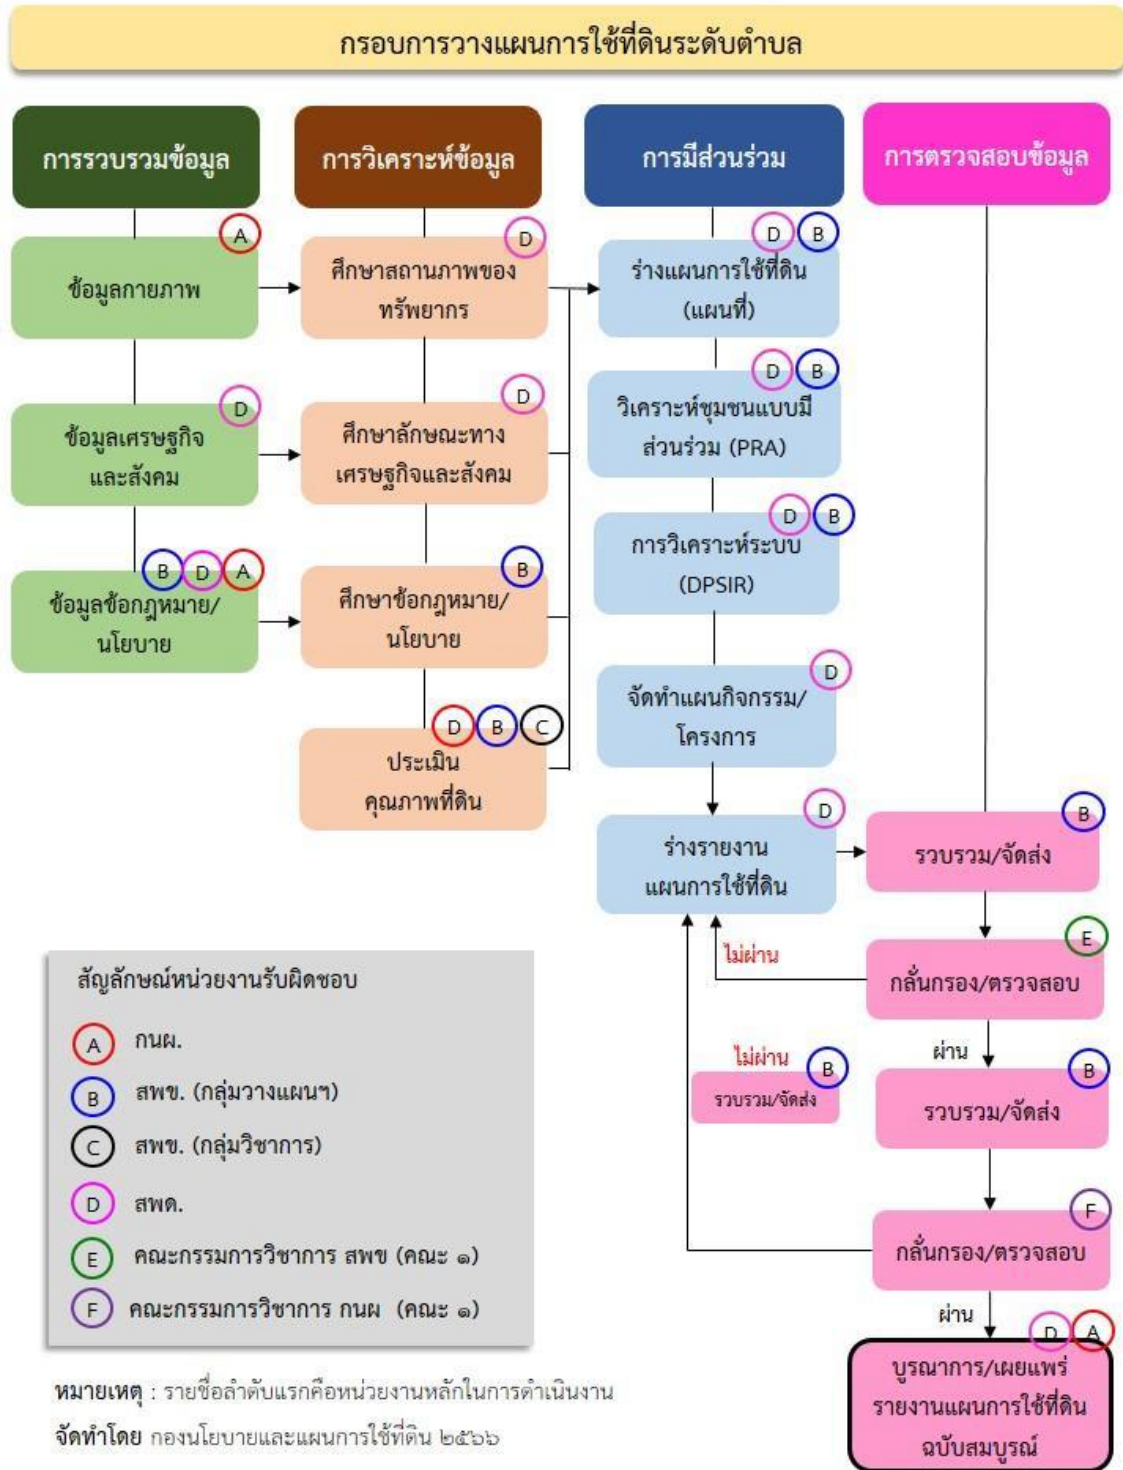 กรอบการวางแผนการใช้ที่ดินระดับตำบล
การรวบรวมข้อมูล
A
ข้อมูลกายภาพ
D
ข้อมูลเศรษฐกิจ
และสังคม
B D A
ข้อมูลข้อกฎหมาย/
นโยบาย
การวิเคราะห์ข้อมูล
D
ศึกษาสถานภาพของ
ทรัพยากร
D
ศึกษาลักษณะทาง
เศรษฐกิจและสังคม
B
ศึกษาข้อกฎหมาย/
นโยบาย
D B C
ประเมิน
คุณภาพที่ดิน
การมีส่วนร่วม
D B
ร่างแผนการใช้ที่ดิน
(แผนที่)
D B
วิเคราะห์ชุมชนแบบมี
ส่วนร่วม (PRA)
D B
การวิเคราะห์ระบบ
(DPSIR)
D
จัดทำแผนกิจกรรม/
โครงการ
D
ร่างรายงาน
แผนการใช้ที่ดิน
การตรวจสอบข้อมูล
B
รวบรวม/จัดส่ง
E
กลั่นกรอง/ตรวจสอบ
ไม่ผ่าน
ผ่าน
B
รวบรวม/จัดส่ง
F
กลั่นกรอง/ตรวจสอบ
ไม่ผ่าน
B
รวบรวม/จัดส่ง
ผ่าน
D A
บูรณาการ/เผยแพร่
รายงานแผนการใช้ที่ดิน
ฉบับสมบูรณ์
สัญลักษณ์หน่วยงานรับผิดชอบ
A กนผ.
B สพข. (กลุ่มวางแผนฯ)
C สพข. (กลุ่มวิชาการ)
D สพด.
E คณะกรรมการวิชาการ สพข (คณะ ๑)
F คณะกรรมการวิชาการ กนผ (คณะ ๑)
หมายเหตุ : รายชื่อลำดับแรกคือหน่วยงานหลักในการดำเนินงาน
จัดทำโดย กองนโยบายและแผนการใช้ที่ดิน ๒๕๖๖